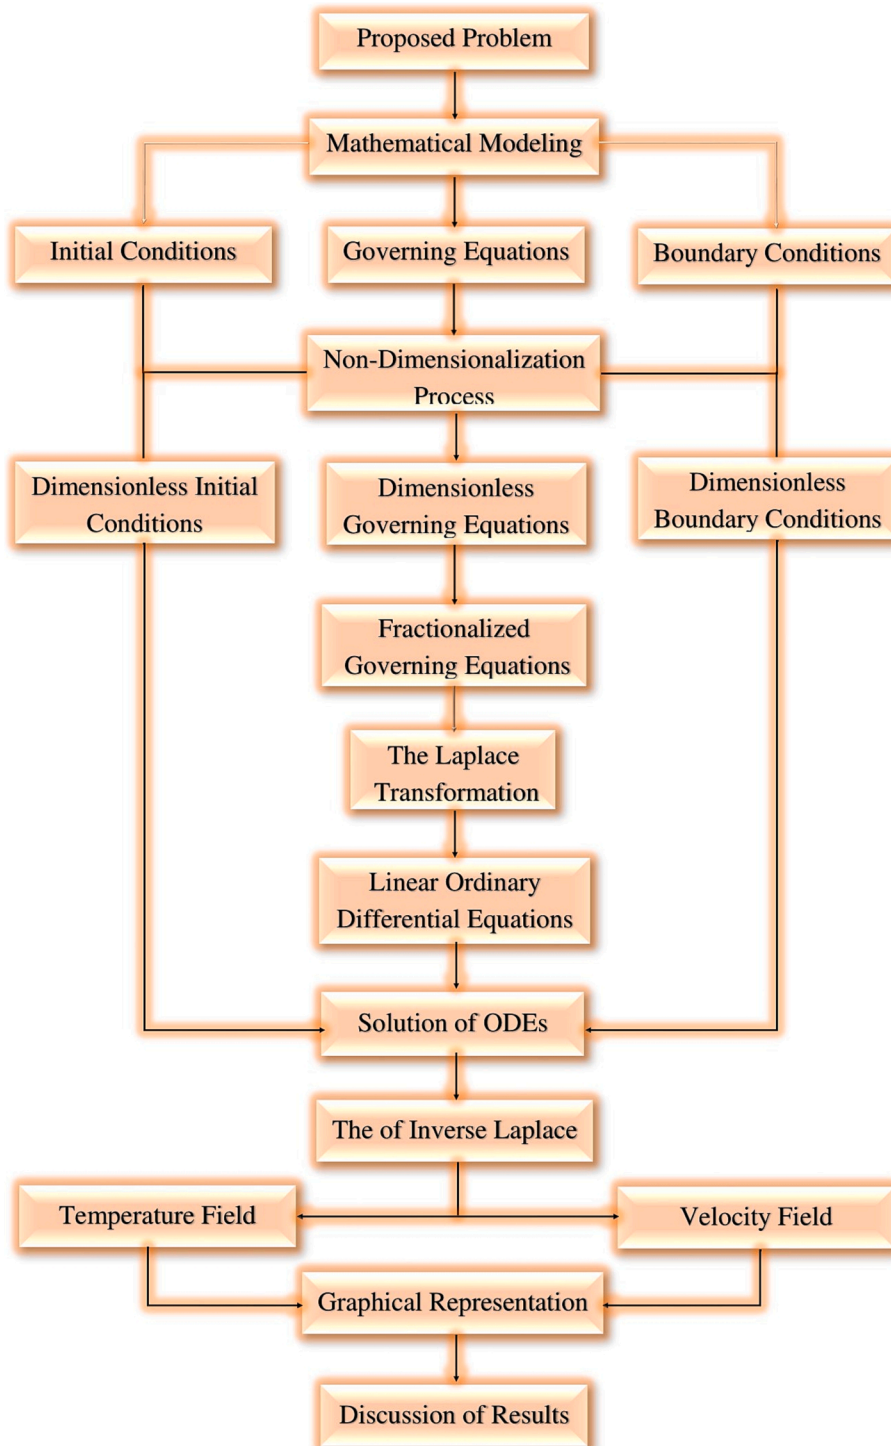 Proposed Problem
Mathematical Modeling
Initial Conditions
Governing Equations
Boundary Conditions
Non-Dimensionalization
Process
Dimensionless Initial
Conditions
Dimensionless
Governing Equations
Dimensionless
Boundary Conditions
Fractionalized
Governing Equations
The Laplace
Transformation
Linear Ordinary
Differential Equations
Solution of ODEs
The of Inverse Laplace
Temperature Field
Velocity Field
Graphical Representation
Discussion of Results